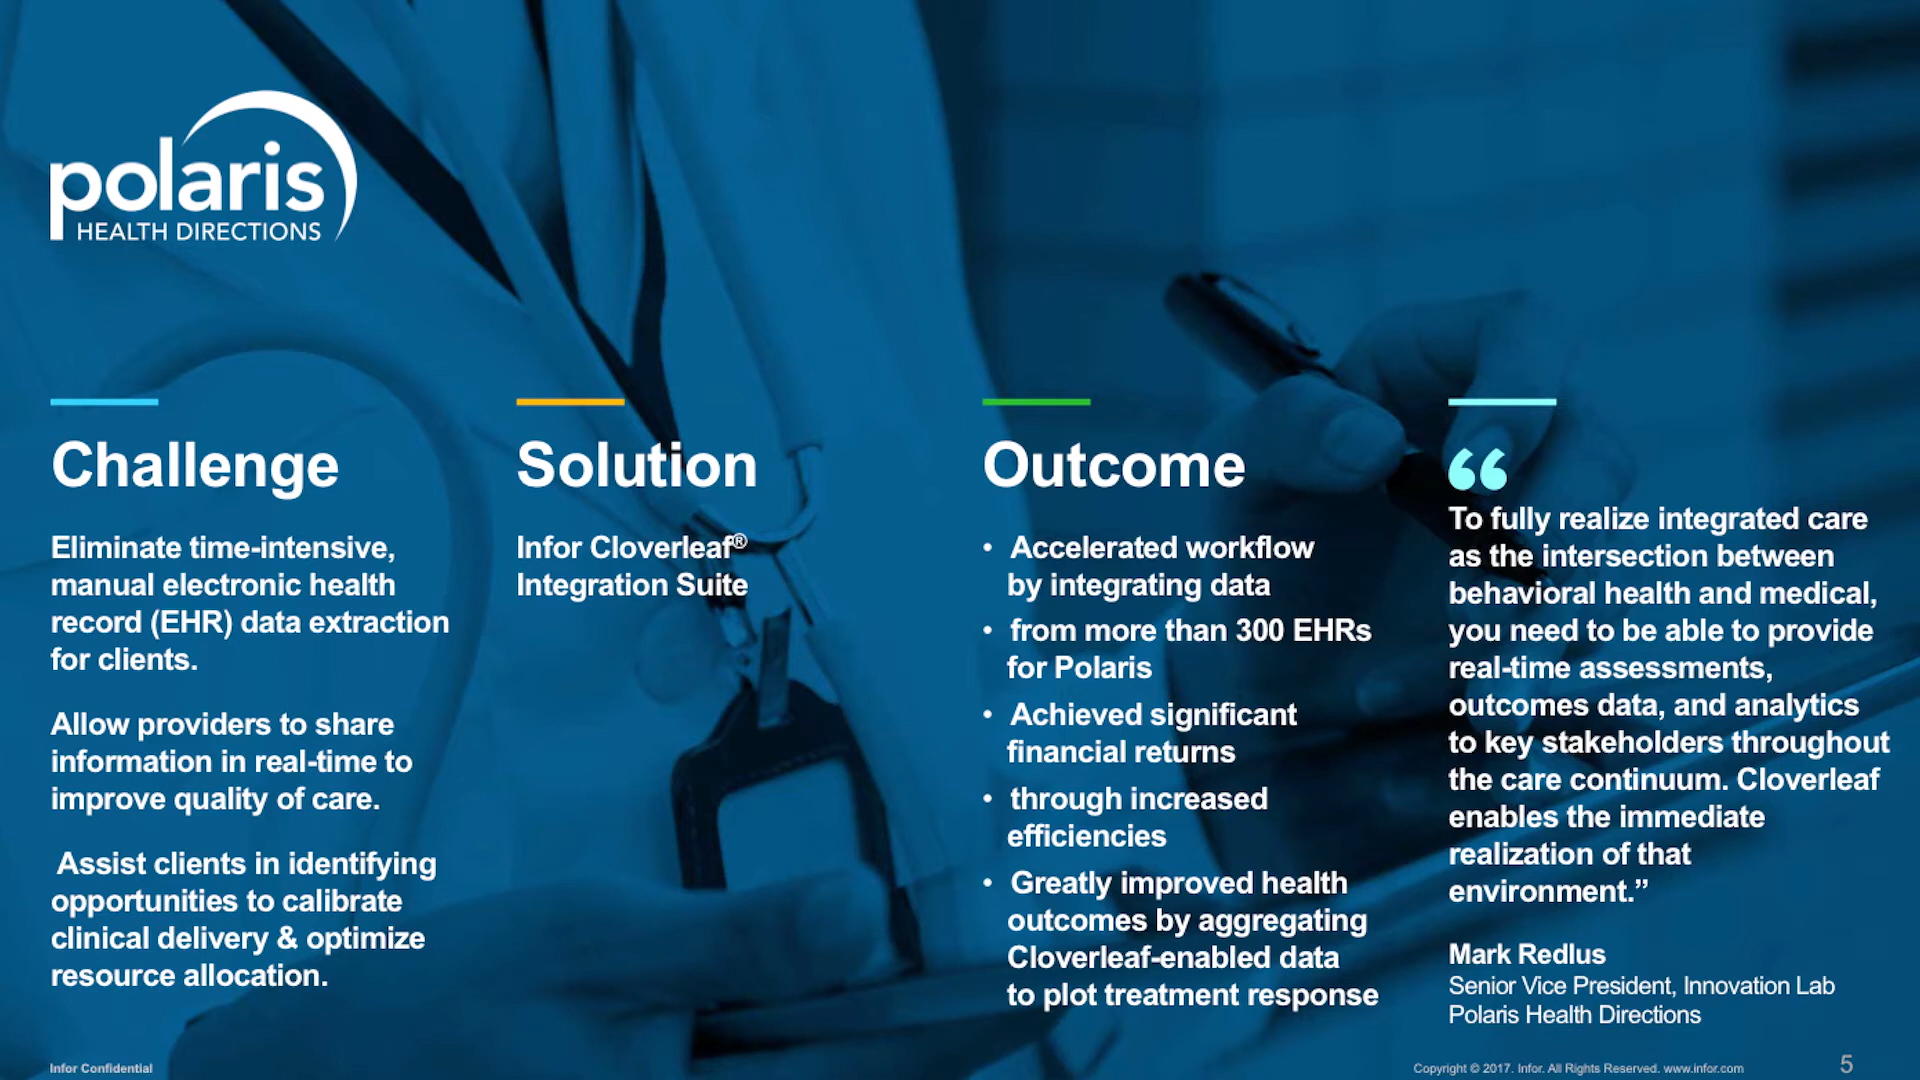 polaris
HEALTH DIRECTIONS
Challenge
Eliminate time-intensive,
manual electronic health
record (EHR) data extraction
for clients.
Allow providers to share
information in real-time to
improve quality of care.
Assist clients in identifying
opportunities to calibrate
clinical delivery & optimize
resource allocation.
Solution
Infor Cloverleaf®
Integration Suite
Outcome
• Accelerated workflow
by integrating data
• from more than 300 EHRs
for Polaris
• Achieved significant
financial returns
• through increased
efficiencies
• Greatly improved health
outcomes by aggregating
Cloverleaf-enabled data
to plot treatment response
“
To fully realize integrated care
as the intersection between
behavioral health and medical,
you need to be able to provide
real-time assessments,
outcomes data, and analytics
to key stakeholders throughout
the care continuum. Cloverleaf
enables the immediate
realization of that
environment.”
Mark Redlus
Senior Vice President, Innovation Lab
Polaris Health Directions
Infor Confidential
Copyright © 2017. Infor. All Rights Reserved. www.infor.com
5